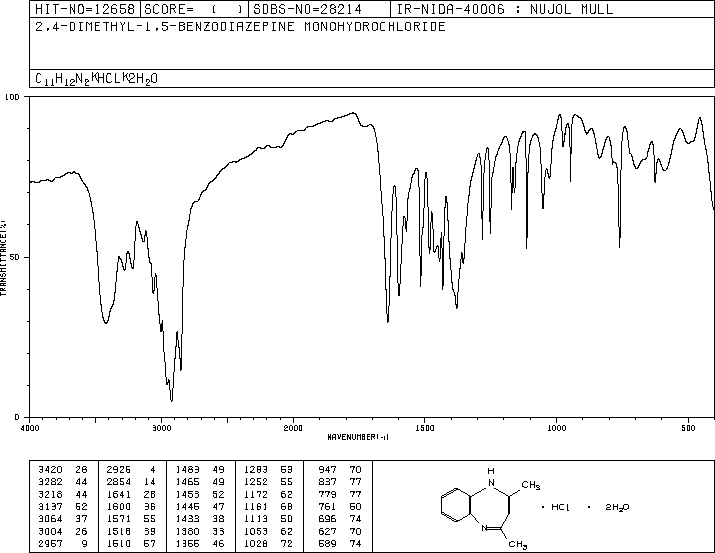 HIT-NO=12658 SCORE= ( ) SDBS-NO=28214 IR-NIDA-40006 : NUJOL MULL
2,4-DIMETHYL-1,5-BENZODIAZEPINE MONOHYDROCHLORIDE
C11H12N2KHCLK2H2O
100
50
0
TRANSMITTANCE(%)
4000 3000 2000 1500 1000 500
WAVENUMBER(-1)
3420 28 2925 4 1483 49 1283 53 947 70
3282 44 2854 14 1465 49 1252 55 837 77
3218 44 1641 28 1453 52 1172 62 779 77
3137 52 1600 36 1445 47 1161 68 761 50
3064 37 1571 55 1433 38 1113 50 696 74
3004 26 1518 39 1380 33 1053 62 627 70
2957 9 1510 57 1355 46 1028 72 589 74
H
N
CH3
N
CH3
· HCl · 2H2O